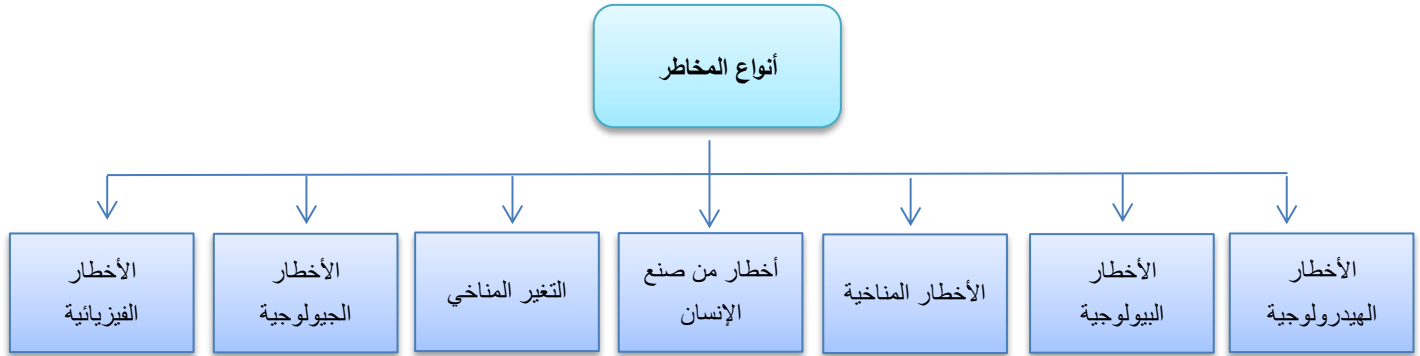 أنواع المخاطر
الأخطار
الهيدرولوجية
الأخطار
البيولوجية
الأخطار المناخية
أخطار من صنع
الإنسان
التغير المناخي
الأخطار
الجيولوجية
الأخطار
الفيزيائية